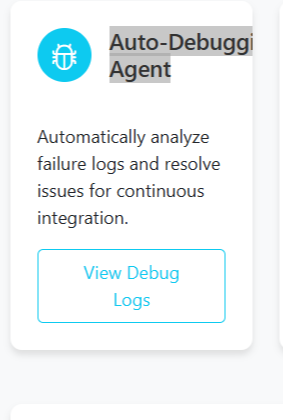 Auto-Debuggi
Agent
Automatically analyze
failure logs and resolve
issues for continuous
integration.
View Debug
Logs